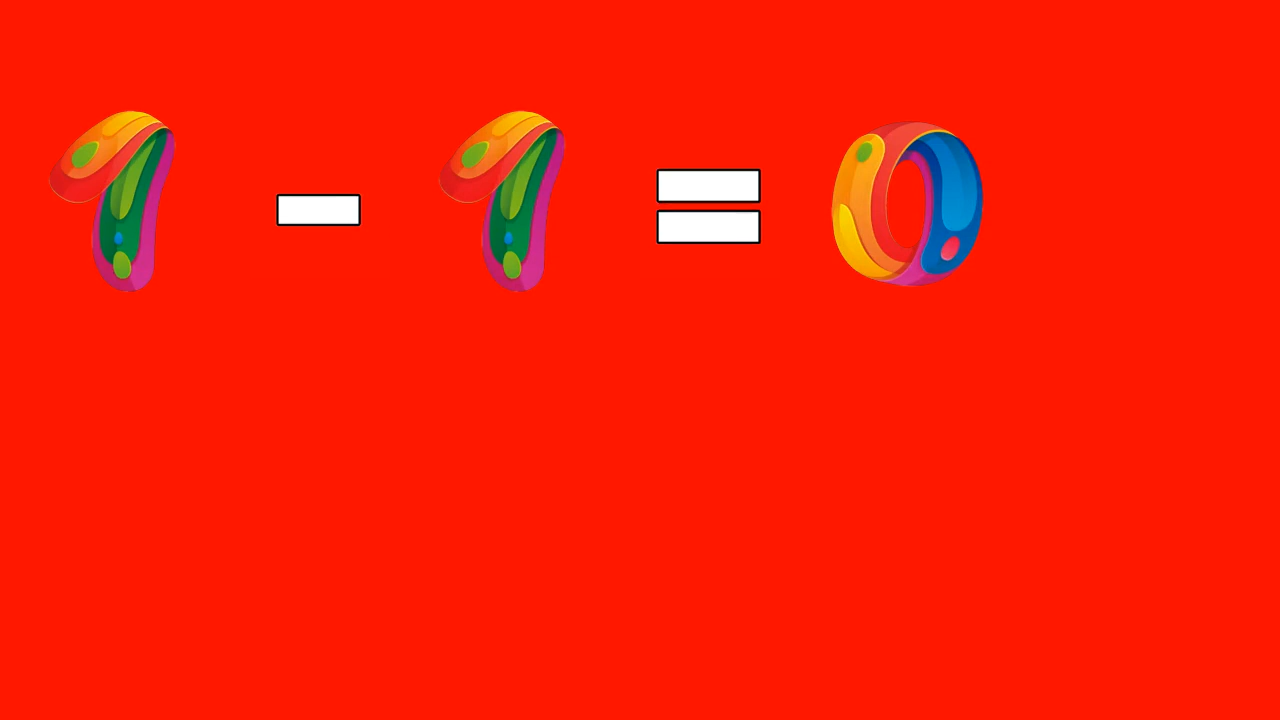 1 - 1 = 0